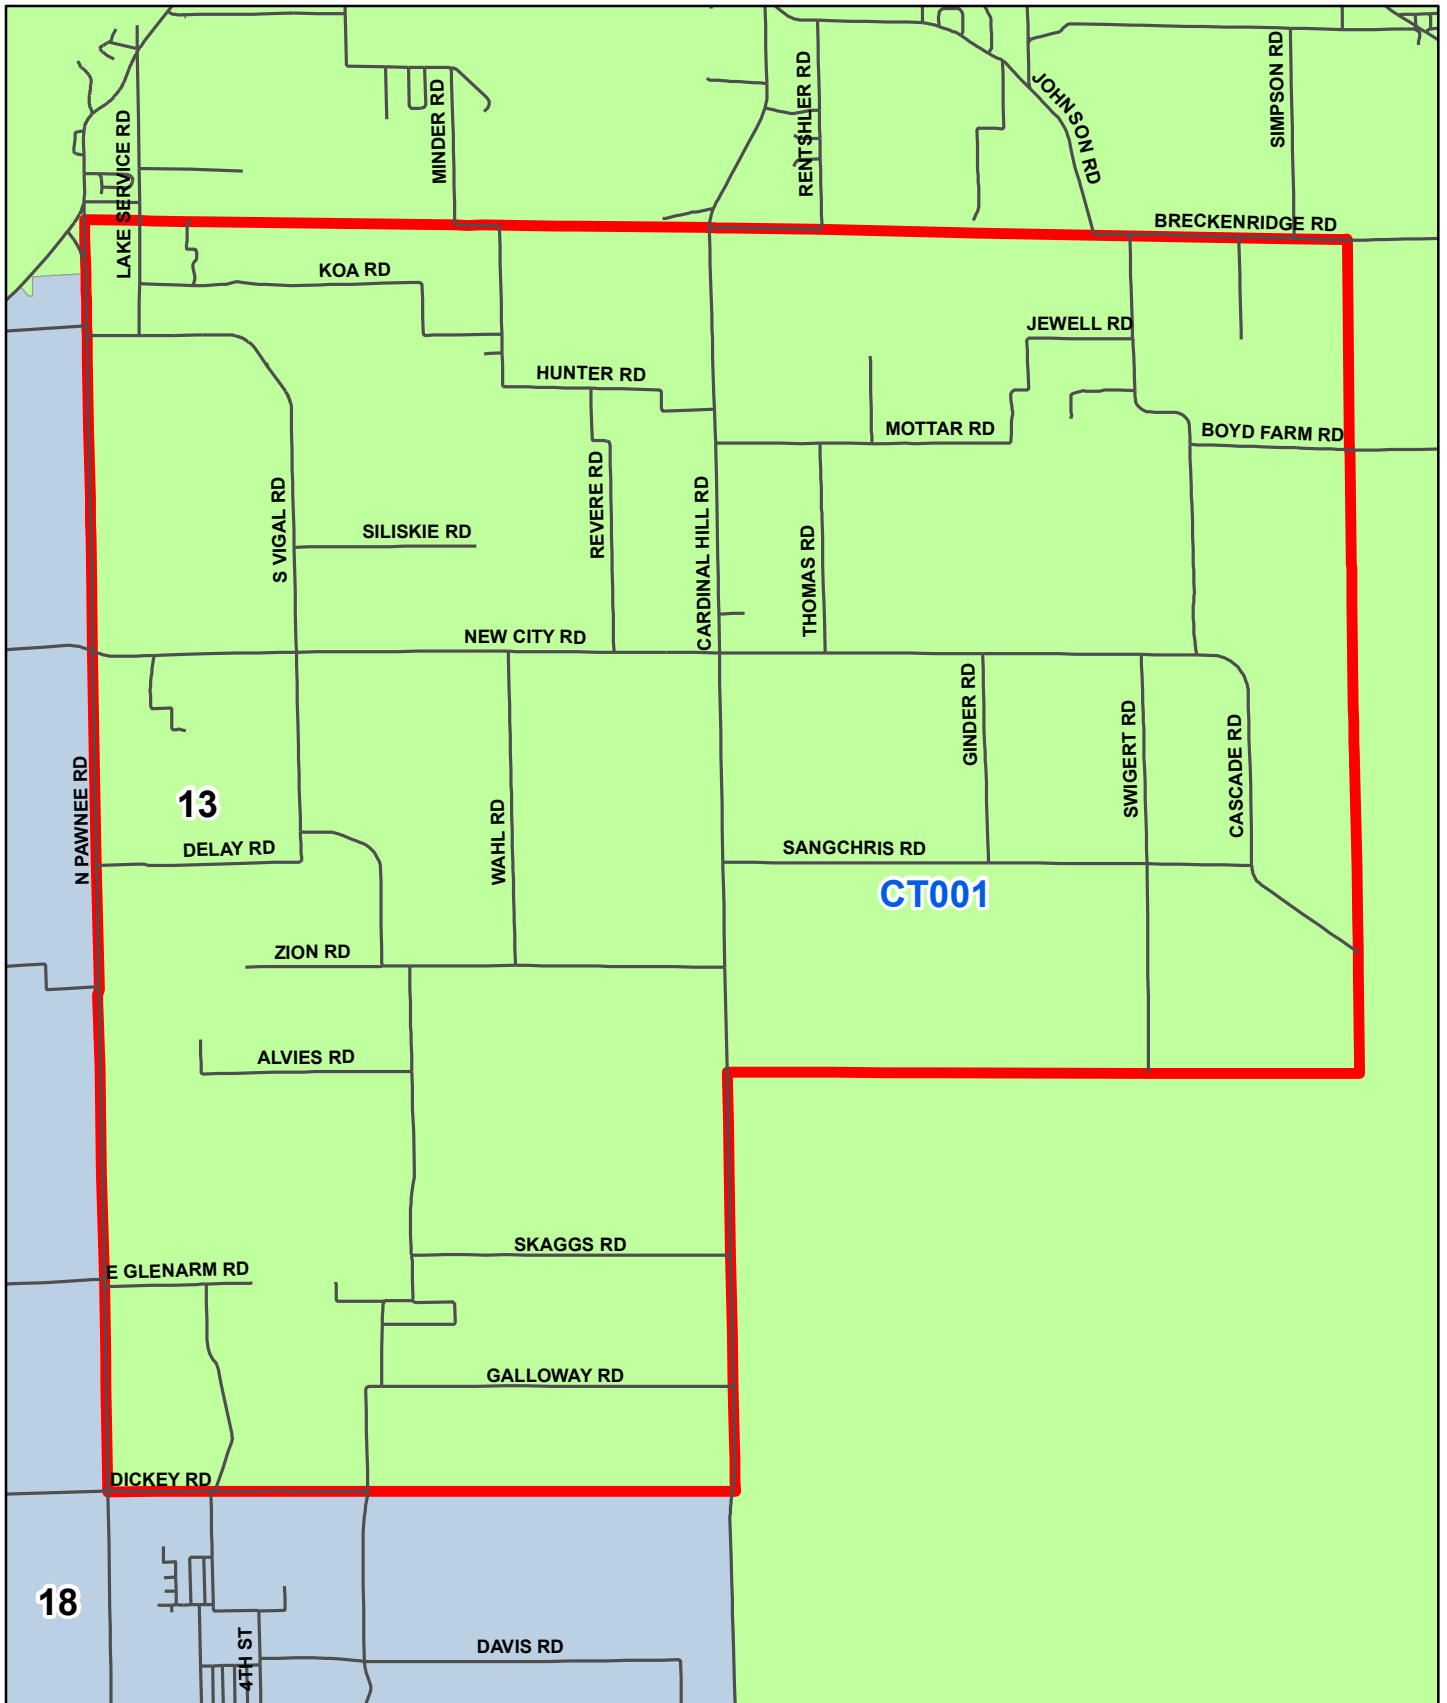 SIMPSON RD
RENTSHLER RD
MINDER RD
JOHNSON RD
LAKE SERVICE RD
BRECKENRIDGE RD
KOA RD
JEWELL RD
HUNTER RD
MOTTAR RD
BOYD FARM RD
S VIGAL RD
SILISKIE RD
REVERE RD
CARDINAL HILL RD
THOMAS RD
NEW CITY RD
GINDER RD
SWIGERT RD
CASCADE RD
N PAWNEE RD
13
WAHL RD
DELAY RD
SANGCHRIS RD
CT001
ZION RD
ALVIES RD
SKAGGS RD
E GLENARM RD
GALLOWAY RD
DICKEY RD
18
4TH ST
DAVIS RD